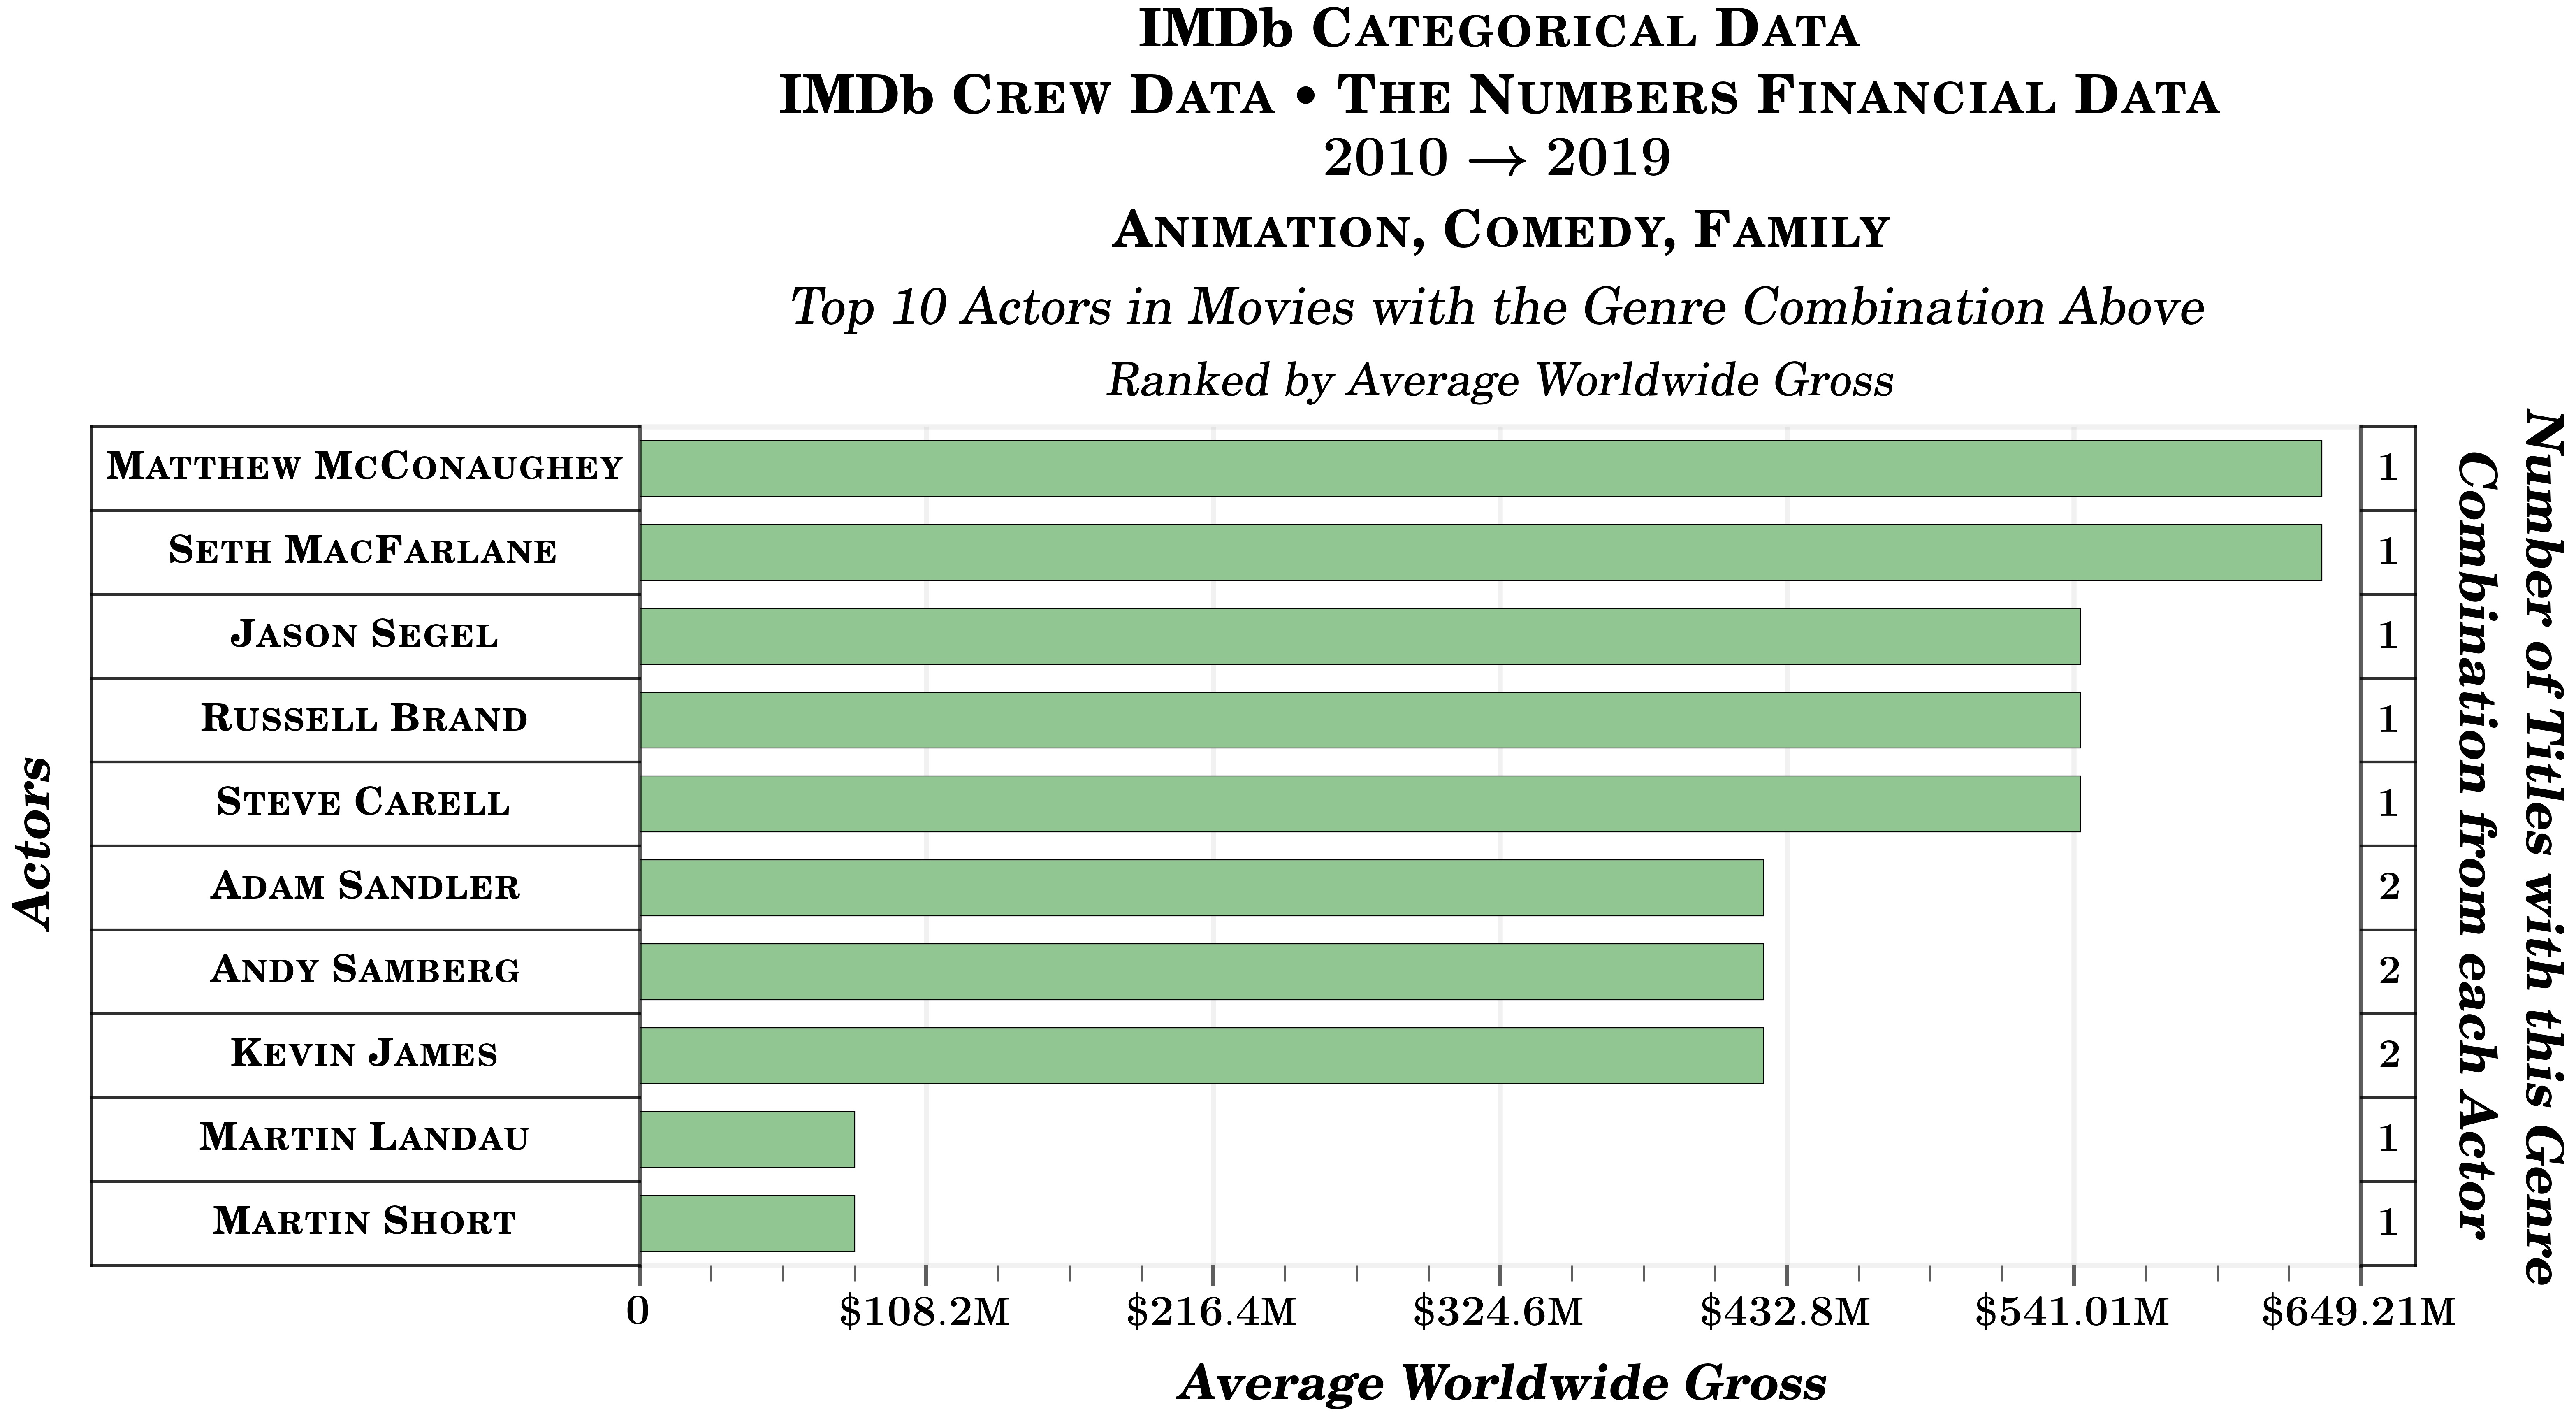 IMDb Categorical Data
IMDb Crew Data • The Numbers Financial Data
2010 → 2019
Animation, Comedy, Family
Top 10 Actors in Movies with the Genre Combination Above
Ranked by Average Worldwide Gross
Actors
Matthew McConaughey 1
Seth MacFarlane 1
Jason Segel 1
Russell Brand 1
Steve Carell 1
Adam Sandler 2
Andy Samberg 2
Kevin James 2
Martin Landau 1
Martin Short 1
Number of Titles with this Genre
Combination from each Actor
0 $108.2M $216.4M $324.6M $432.8M $541.01M $649.21M
Average Worldwide Gross